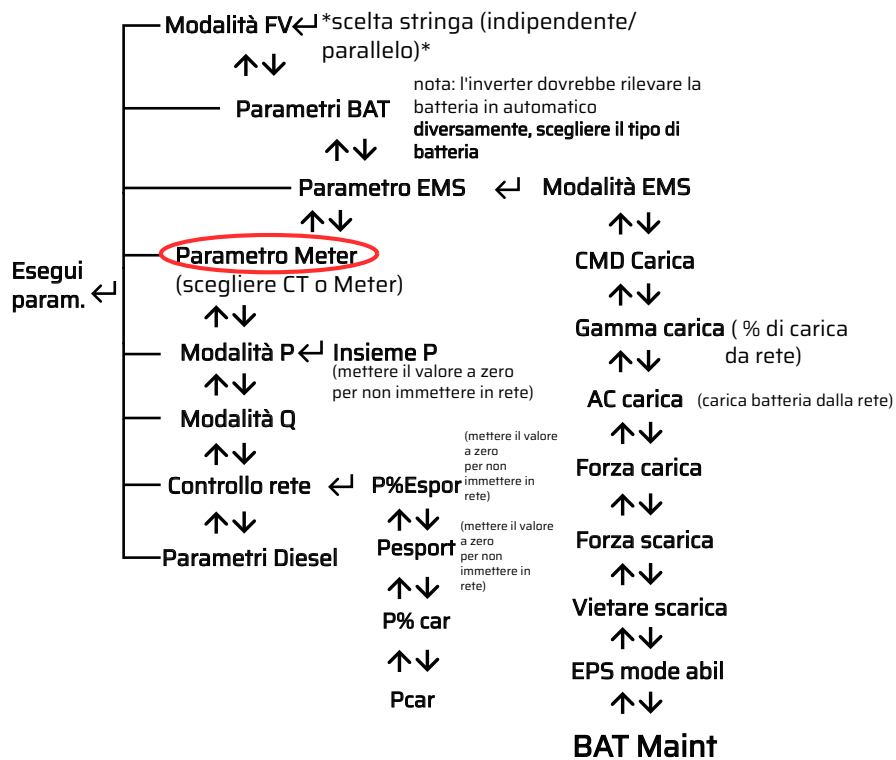 Modalità FV
*scelta stringa (indipendente/
parallelo)*
nota: l'inverter dovrebbe rilevare la
batteria in automatico
diversamente, scegliere il tipo di
batteria
Parametri BAT
Parametro EMS
Modalità EMS
Parametro Meter
(scegliere CT o Meter)
CMD Carica
Esegui
param.
Gamma carica ( % di carica
da rete)
Modalità P
Insieme P
(mettere il valore a zero
per non immettere in rete)
AC carica (carica batteria dalla rete)
Modalità Q
Controllo rete
P%Espor
(mettere il valore
a zero
per non
immettere in
rete)
Forza carica
Parametri Diesel
Pesport
(mettere il valore
a zero
per non
immettere in
rete)
Forza scarica
P% car
Vietare scarica
Pcar
EPS mode abil
BAT Maint